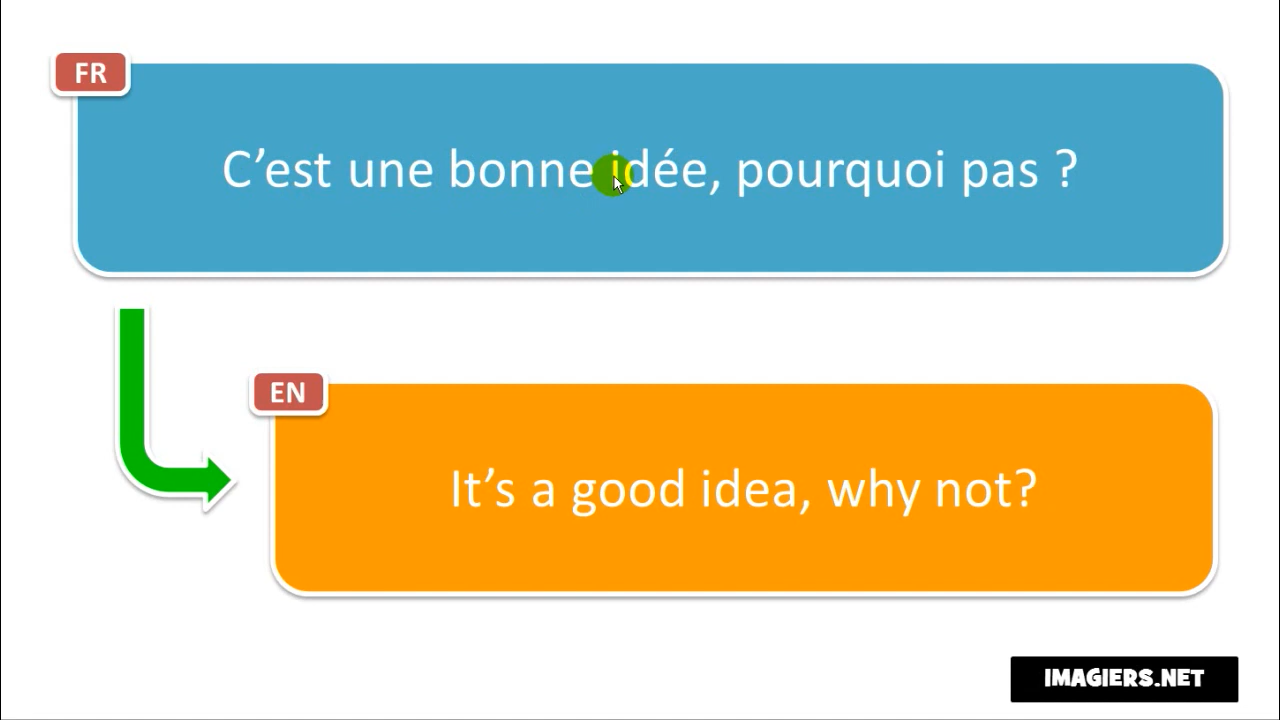 FR
C’est une bonne idée, pourquoi pas ?
EN
It’s a good idea, why not?
IMAGIERS.NET